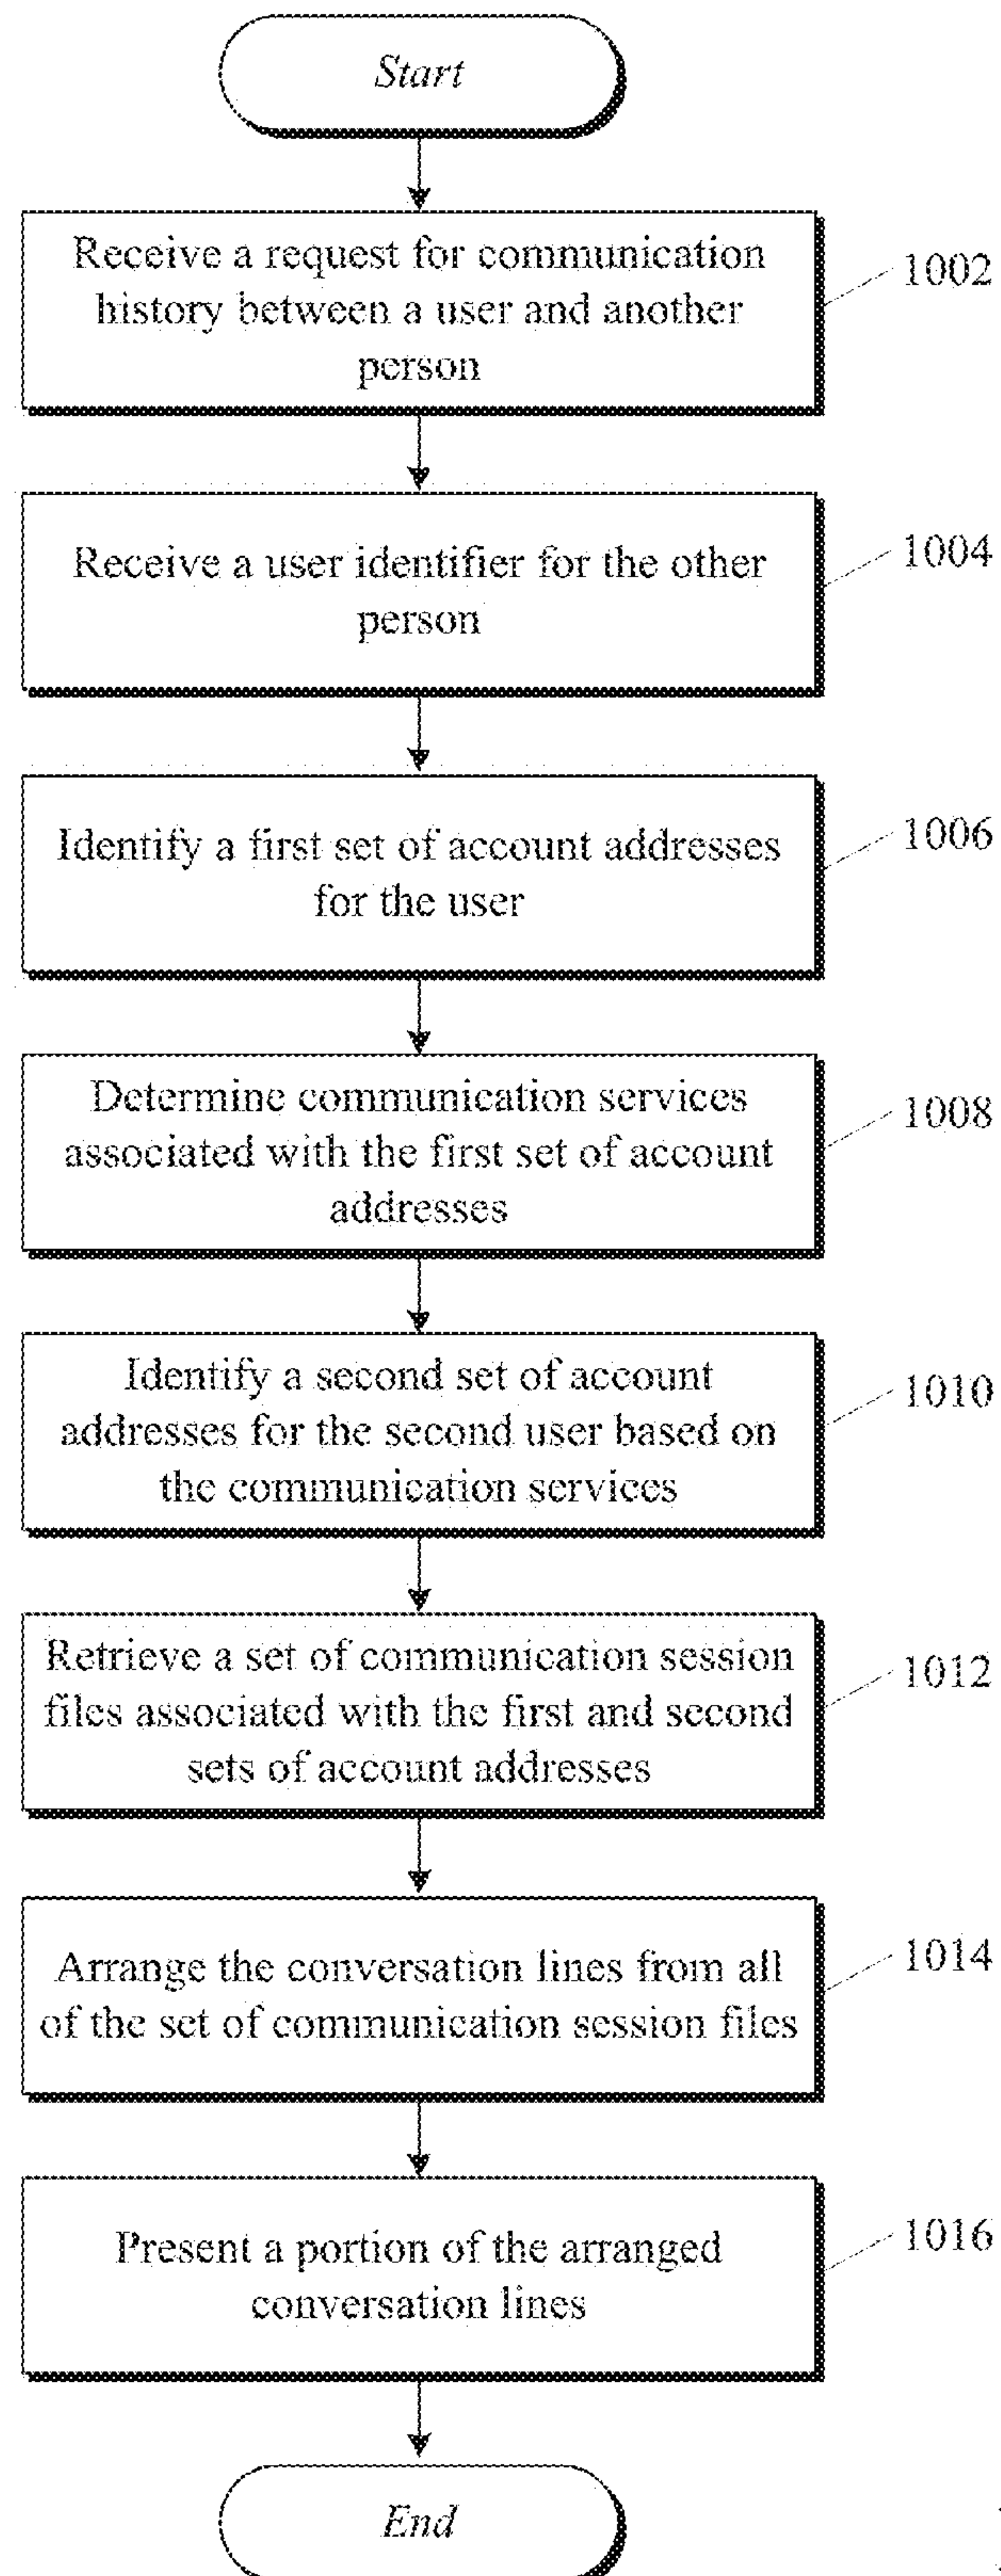 Start
Receive a request for communication
history between a user and another
person
1002
Receive a user identifier for the other
person
1004
Identify a first set of account addresses
for the user
1006
Determine communication services
associated with the first set of account
addresses
1008
Identify a second set of account
addresses for the second user based on
the communication services
1010
Retrieve a set of communication session
files associated with the first and second
sets of account addresses
1012
Arrange the conversation lines from all
of the set of communication session files
1014
Present a portion of the arranged
conversation lines
1016
End